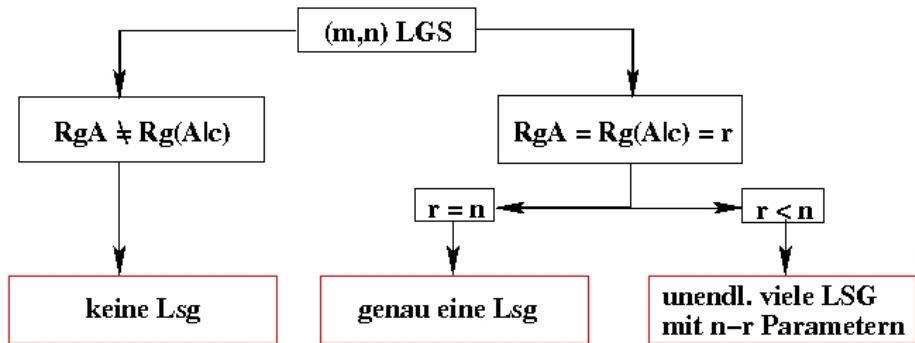 (m,n) LGS
RgA ≠ Rg(A|c)
RgA = Rg(A|c) = r
r = n
r < n
keine Lsg
genau eine Lsg
unendl. viele LSG
mit n−r Parametern